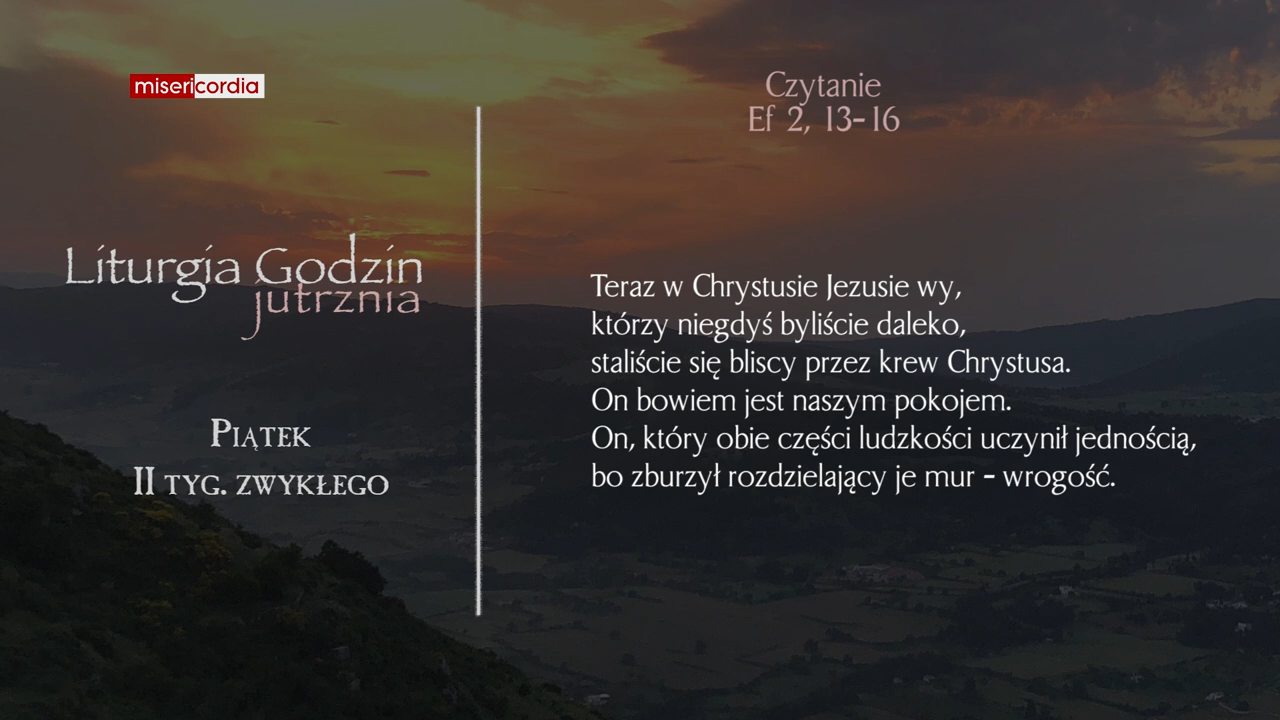 misericordia
Liturgia Godzin
jutrznia
Piątek
II tyg. zwykłego
Czytanie
Ef 2, 13-16
Teraz w Chrystusie Jezusie wy,
którzy niegdyś byliście daleko,
staliście się bliscy przez krew Chrystusa.
On bowiem jest naszym pokojem.
On, który obie części ludzkości uczynił jednością,
bo zburzył rozdzielający je mur - wrogość.